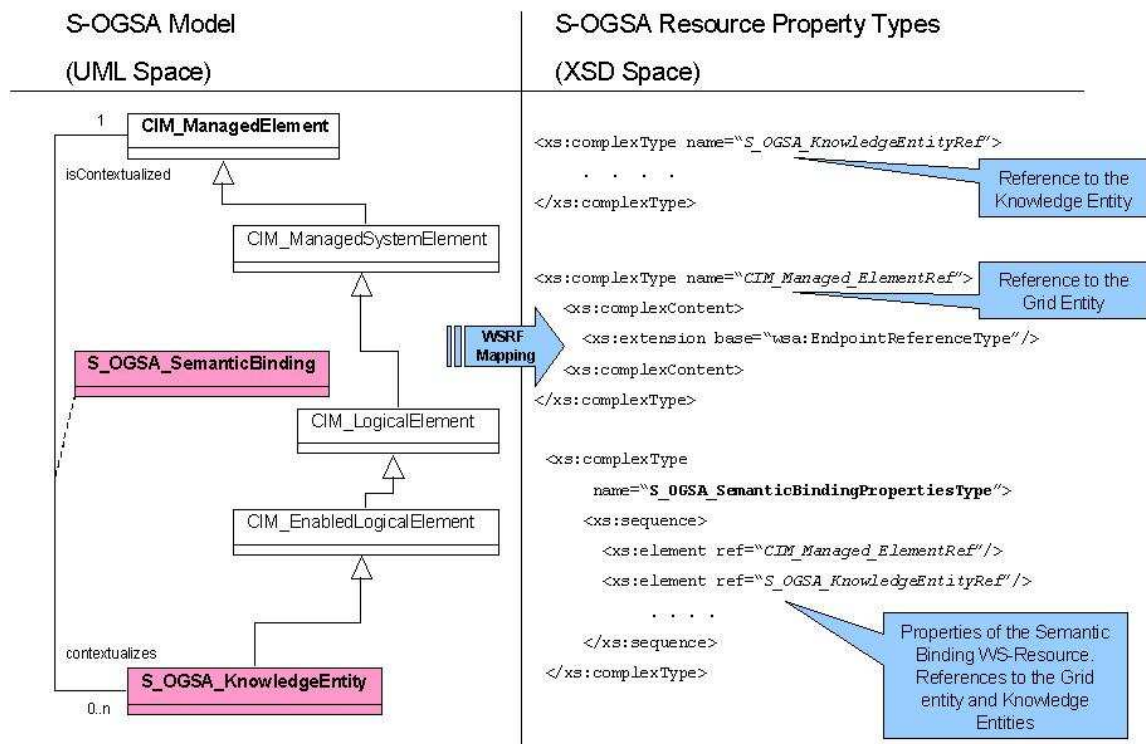 S-OGSA Model
(UML Space)
1
CIM_ManagedElement
isContextualized
CIM_ManagedSystemElement
S_OGSA_SemanticBinding
CIM_LogicalElement
CIM_EnabledLogicalElement
contextualizes
S_OGSA_KnowledgeEntity
0..n
WSRF
Mapping
S-OGSA Resource Property Types
(XSD Space)
<xs:complexType name="S_OGSA_KnowledgeEntityRef">
. . . .
</xs:complexType>
Reference to the
Knowledge Entity
<xs:complexType name="CIM_Managed_ElementRef">
<xs:complexContent>
<xs:extension base="wsa:EndpointReferenceType"/>
<xs:complexContent>
</xs:complexType>
Reference to the
Grid Entity
<xs:complexType
name="S_OGSA_SemanticBindingPropertiesType">
<xs:sequence>
<xs:element ref="CIM_Managed_ElementRef"/>
<xs:element ref="S_OGSA_KnowledgeEntityRef"/>
. . . .
</xs:sequence>
</xs:complexType>
Properties of the Semantic
Binding WS-Resource.
References to the Grid
entity and Knowledge
Entities